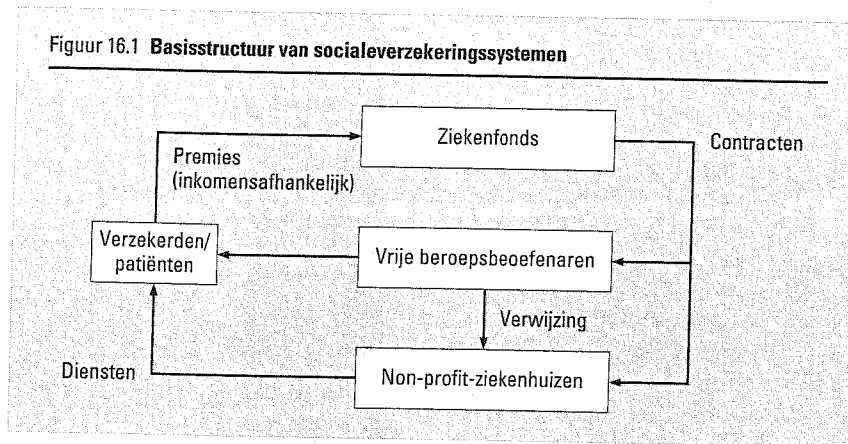 Figuur 16.1 Basisstructuur van socialeverzekeringssystemen
Ziekenfonds
Contracten
Premies
(inkomensafhankelijk)
Verzekerden/
patiënten
Vrije beroepsbeoefenaren
Verwijzing
Diensten
Non-profit-ziekenhuizen